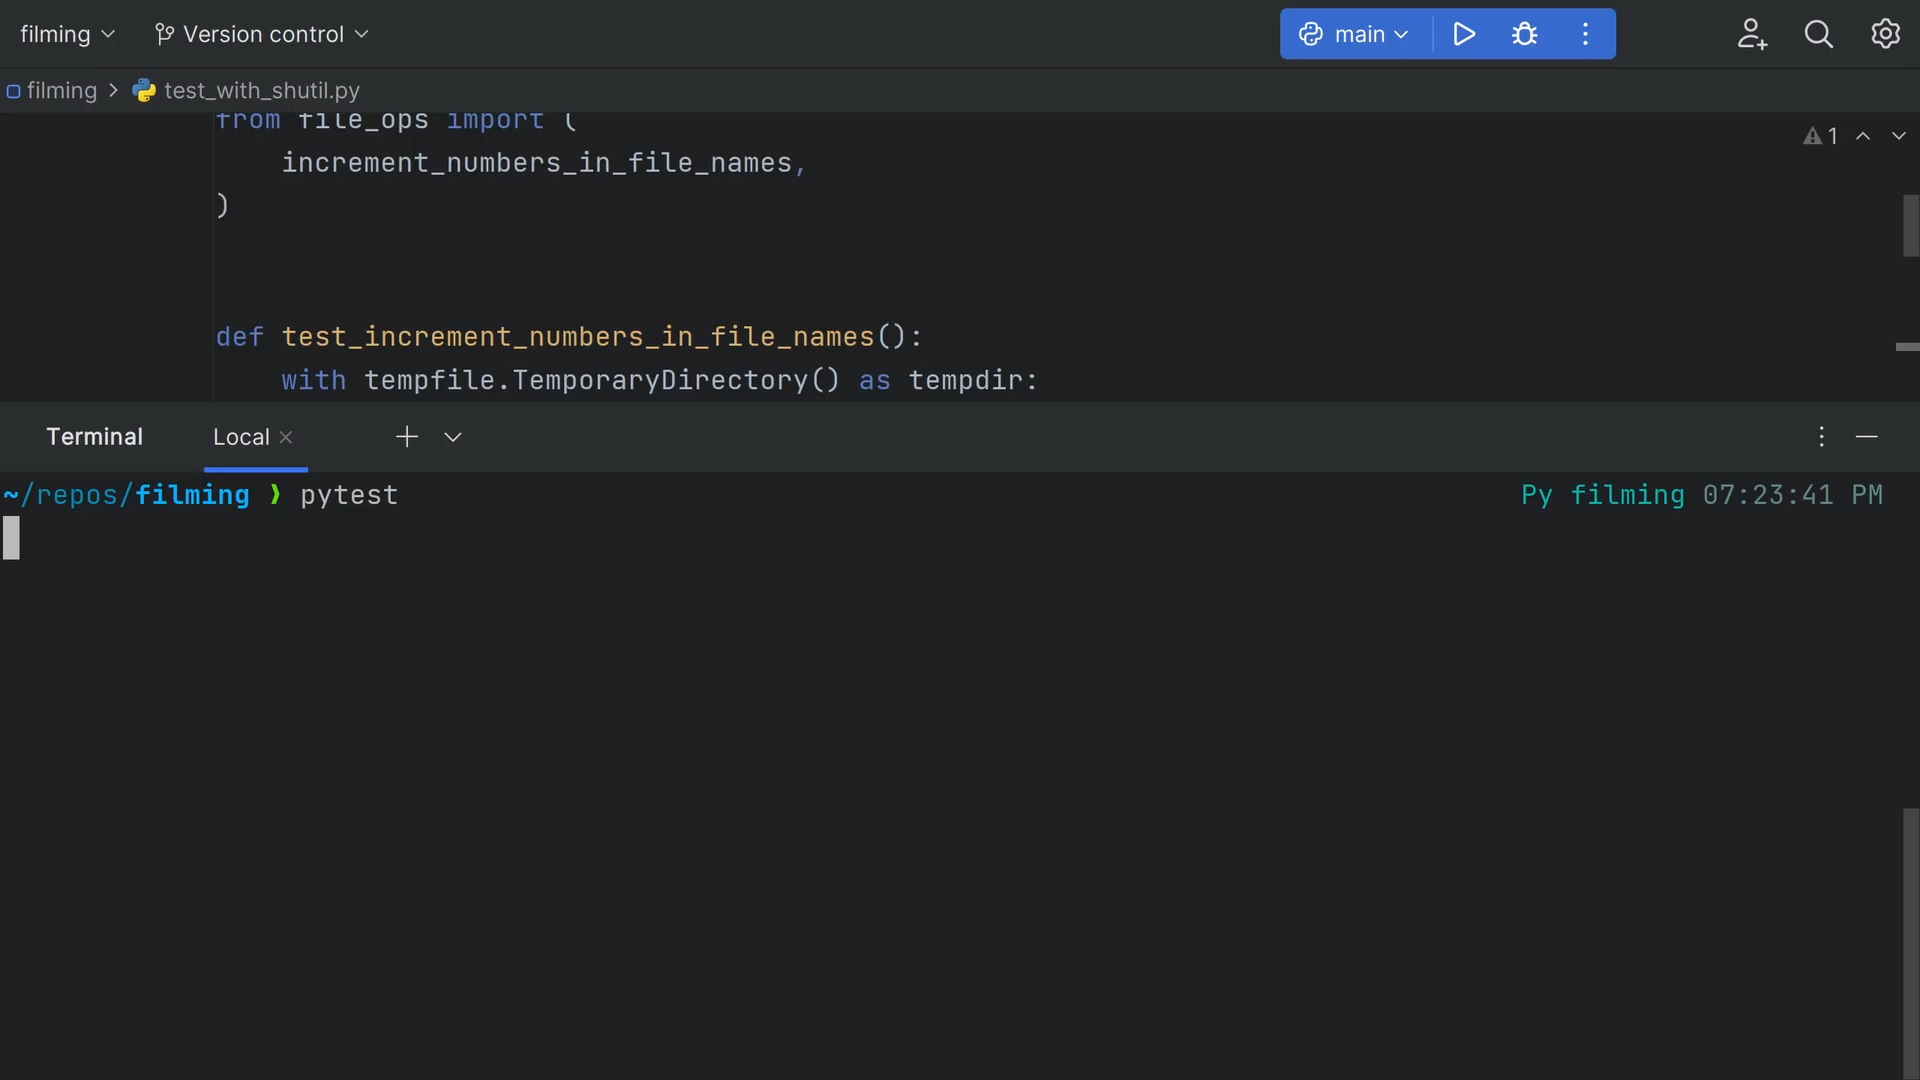 filming Version control main
filming > test_with_shutil.py
from file_ops import (
1
increment_numbers_in_file_names,
)
def test_increment_numbers_in_file_names():
with tempfile.TemporaryDirectory() as tempdir:
Terminal Local
~/repos/filming ❯ pytest Py filming 07:23:41 PM